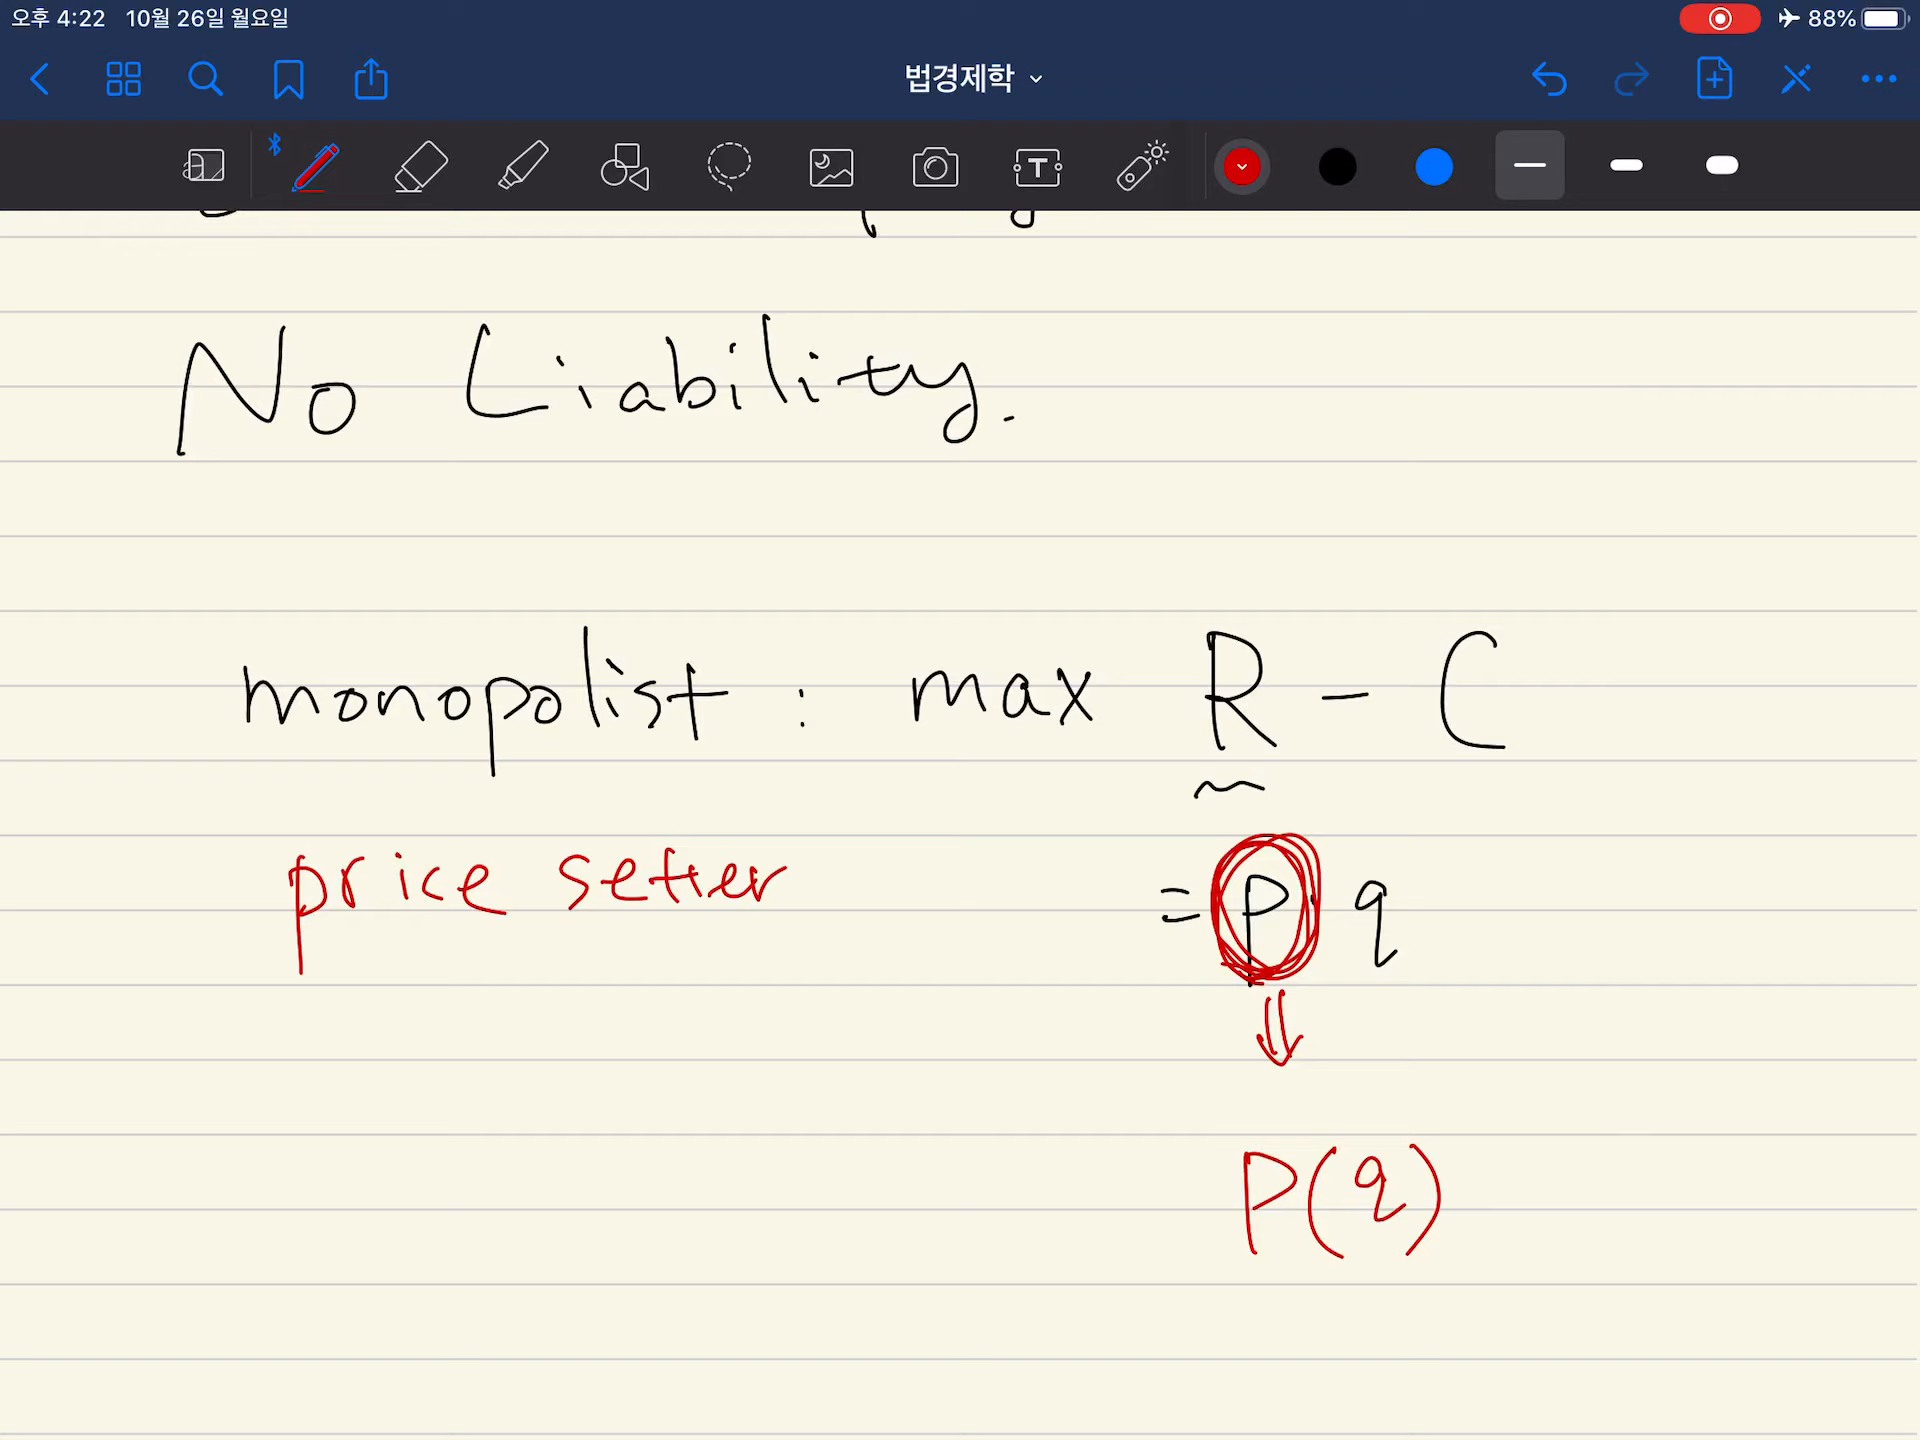 오후 4:22 10월 26일 월요일 88%
법경제학
No Liability.
monopolist : max R - C
price setter = p · q
P(q)